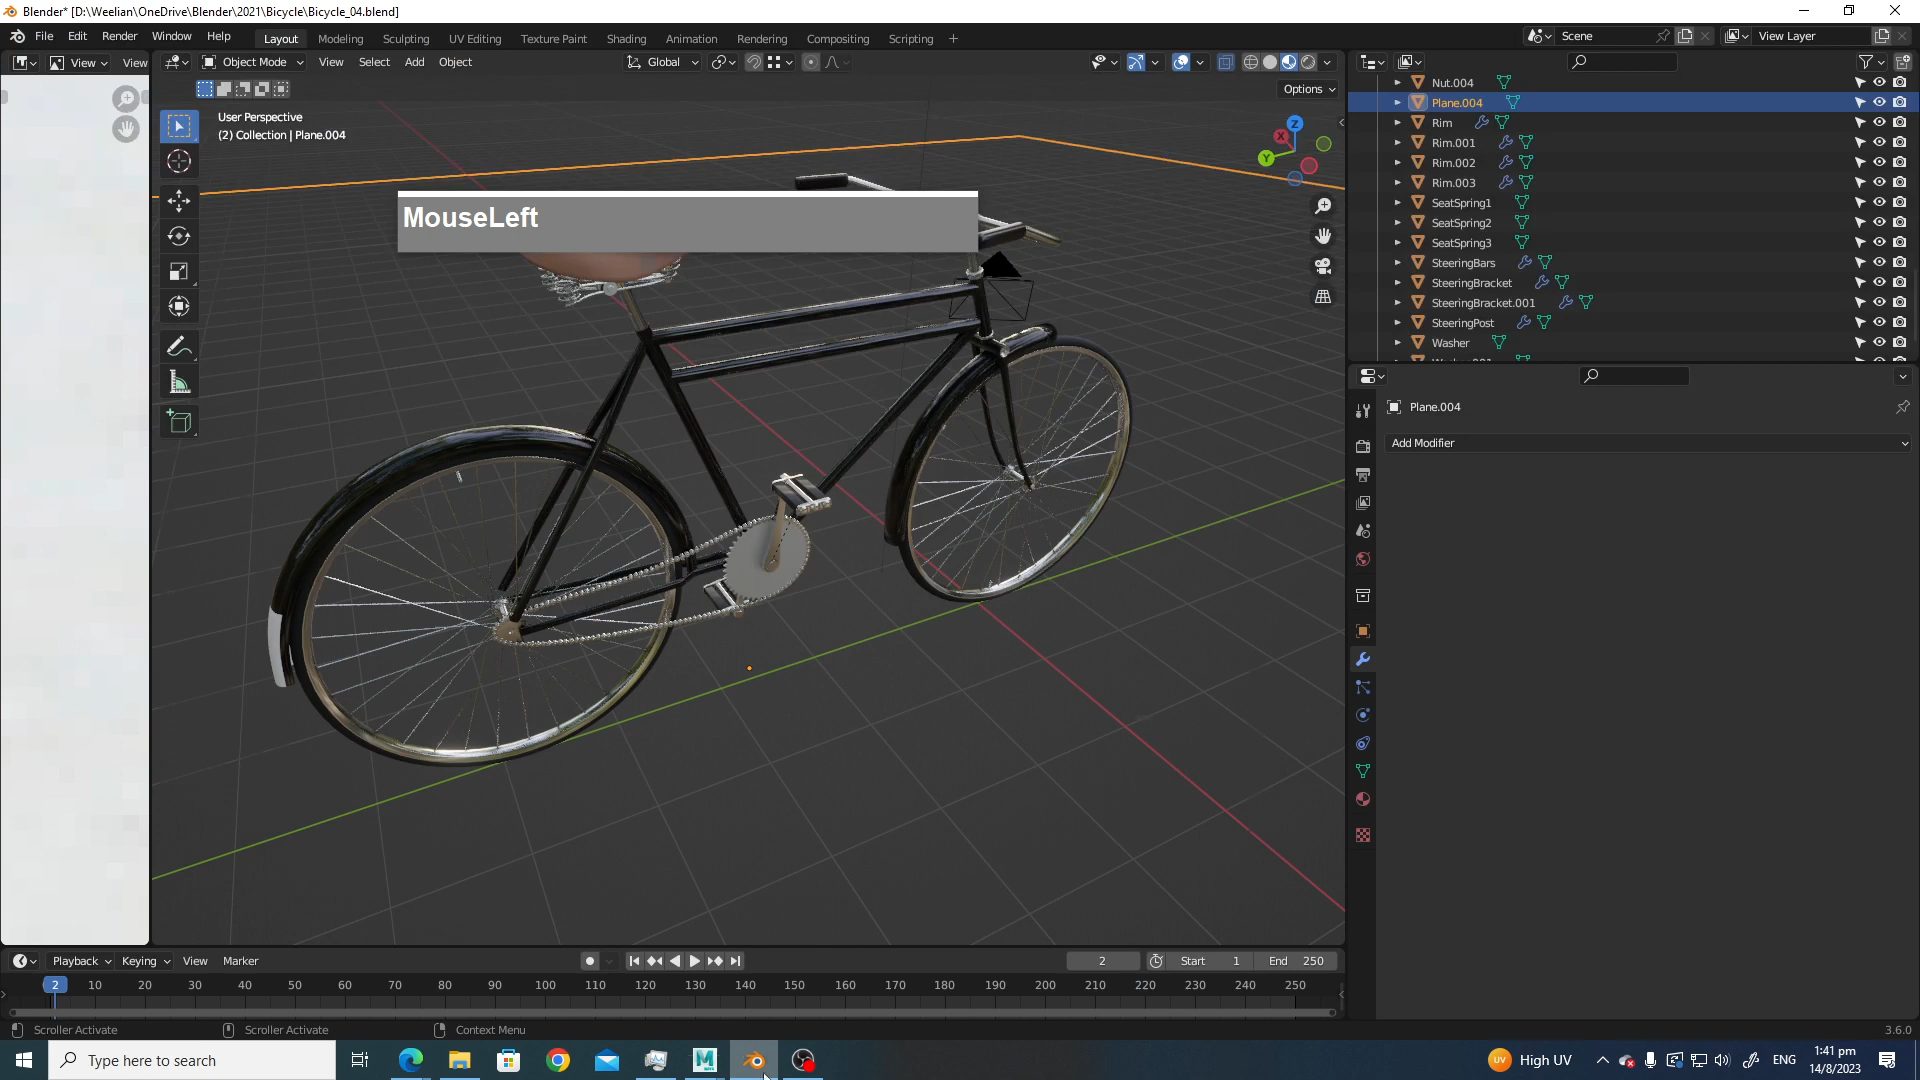 Blender* [D:\Weelian\OneDrive\Blender\2021\Bicycle\Bicycle_04.blend]
File Edit Render Window Help Layout Modeling Sculpting UV Editing Texture Paint Shading Animation Rendering Compositing Scripting + Scene View Layer
View View Object Mode View Select Add Object Global
Options
User Perspective
(2) Collection | Plane.004
Z
X
Y
MouseLeft
Nut.004
Plane.004
Rim
Rim.001
Rim.002
Rim.003
SeatSpring1
SeatSpring2
SeatSpring3
SteeringBars
SteeringBracket
SteeringBracket.001
SteeringPost
Washer
Plane.004
Add Modifier
Playback Keying View Marker 2 Start 1 End 250
2 10 20 30 40 50 60 70 80 90 100 110 120 130 140 150 160 170 180 190 200 210 220 230 240 250
Scroller Activate Scroller Activate Context Menu 3.6.0
Type here to search
UV High UV ENG 1:41 pm
14/8/2023